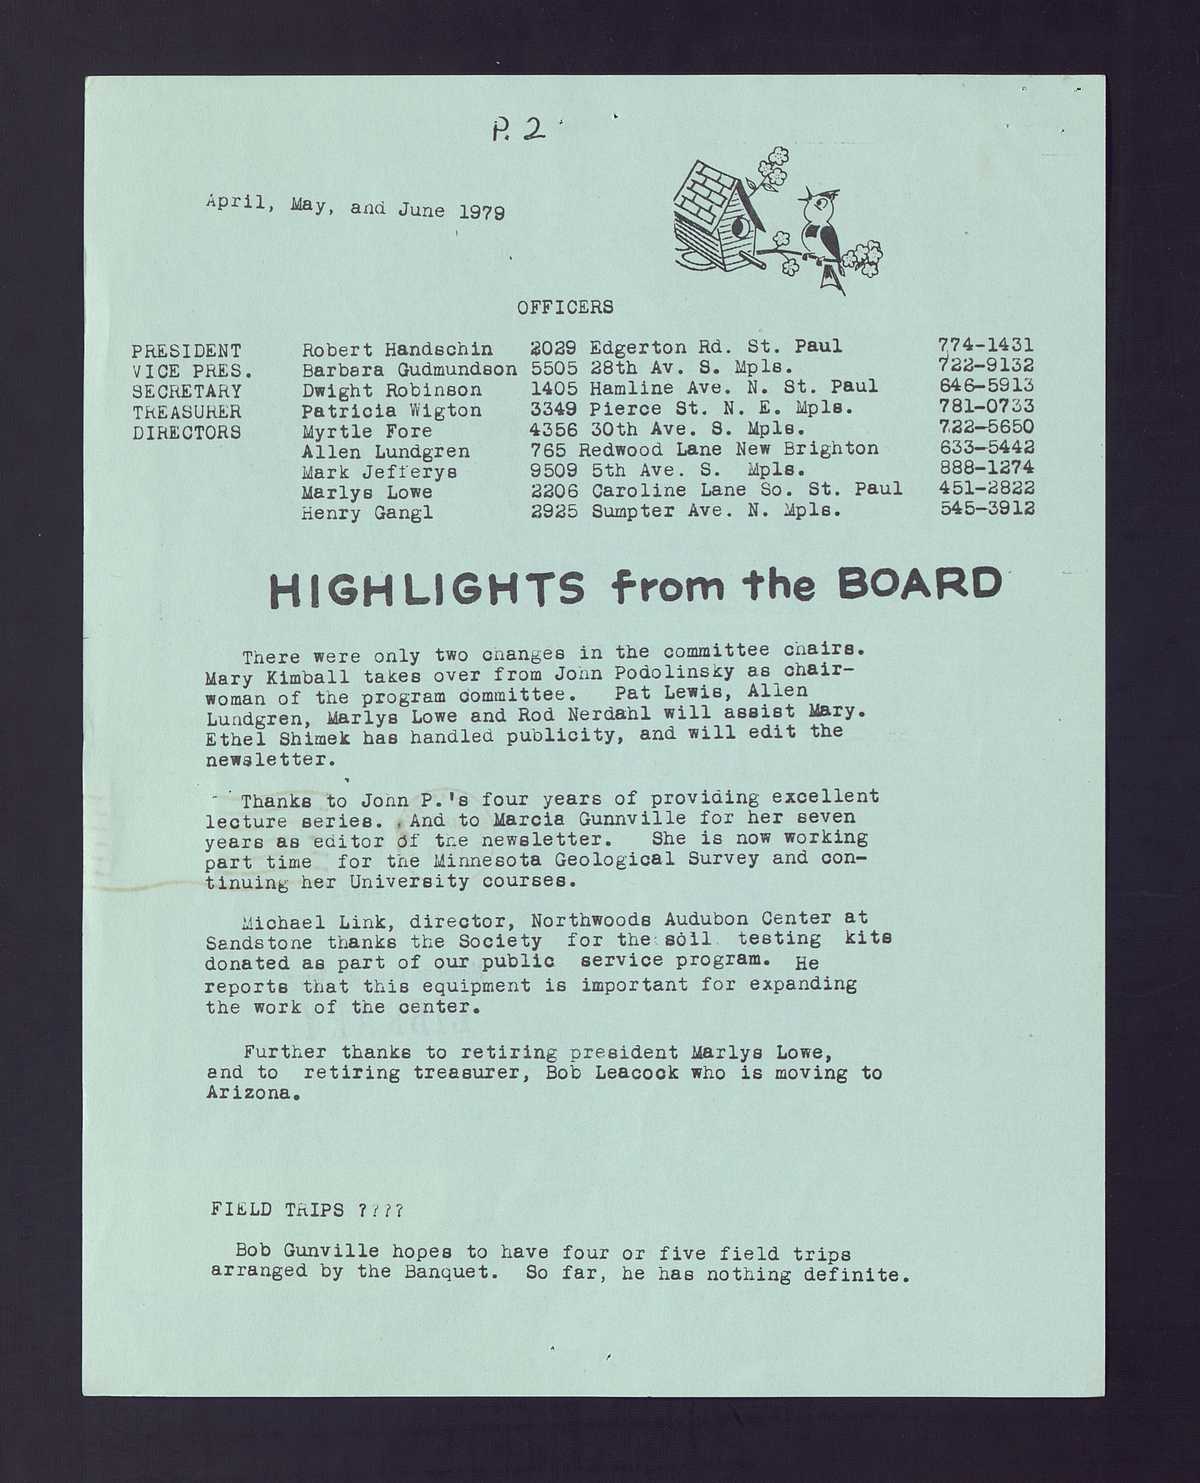 P. 2
April, May, and June 1979
OFFICERS
PRESIDENT Robert Handschin 2029 Edgerton Rd. St. Paul 774-1431
VICE PRES. Barbara Gudmundson 5505 28th Av. S. Mpls. 722-9132
SECRETARY Dwight Robinson 1405 Hamline Ave. N. St. Paul 646-5913
TREASURER Patricia Wigton 3349 Pierce St. N. E. Mpls. 781-0733
DIRECTORS Myrtle Fore 4356 30th Ave. S. Mpls. 722-5650
Allen Lundgren 765 Redwood Lane New Brighton 633-5442
Mark Jefferys 9509 5th Ave. S. Mpls. 888-1274
Marlys Lowe 2206 Caroline Lane So. St. Paul 451-2822
Henry Gangl 2925 Sumpter Ave. N. Mpls. 545-3912
HIGHLIGHTS from the BOARD
There were only two changes in the committee chairs.
Mary Kimball takes over from John Podolinsky as chair-
woman of the program committee. Pat Lewis, Allen
Lundgren, Marlys Lowe and Rod Nerdahl will assist Mary.
Ethel Shimek has handled publicity, and will edit the
newsletter.
Thanks to John P.'s four years of providing excellent
lecture series. And to Marcia Gunnville for her seven
years as editor of the newsletter. She is now working
part time for the Minnesota Geological Survey and con-
tinuing her University courses.
Michael Link, director, Northwoods Audubon Center at
Sandstone thanks the Society for the soil testing kits
donated as part of our public service program. He
reports that this equipment is important for expanding
the work of the center.
Further thanks to retiring president Marlys Lowe,
and to retiring treasurer, Bob Leacock who is moving to
Arizona.
FIELD TRIPS ????
Bob Gunville hopes to have four or five field trips
arranged by the Banquet. So far, he has nothing definite.